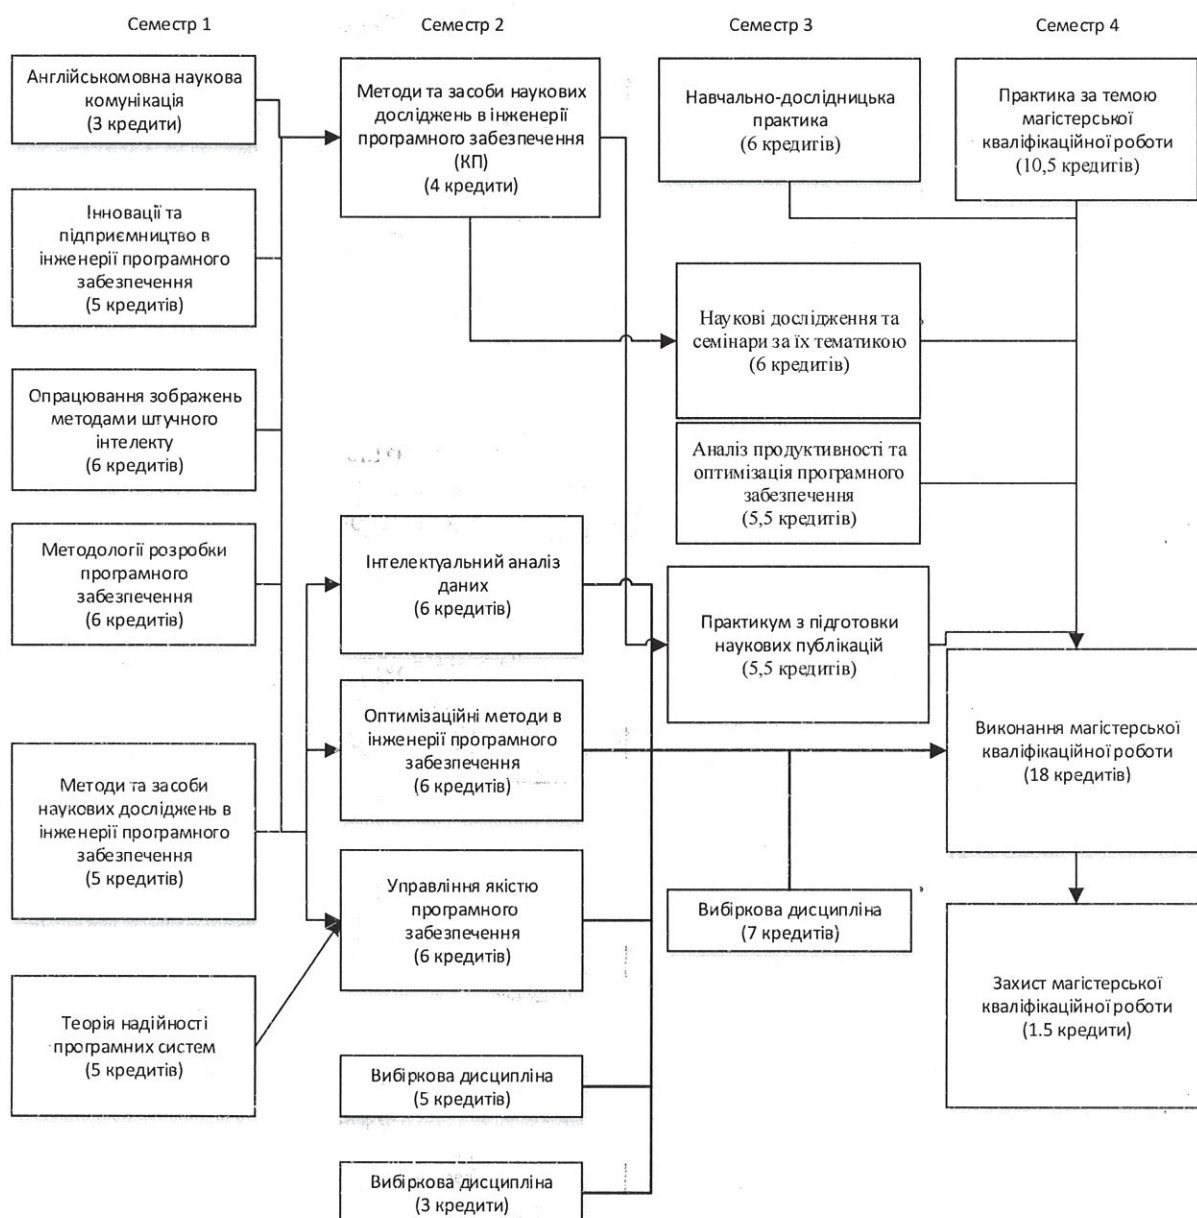 Семестр 1
Семестр 2
Семестр 3
Семестр 4
Англійськомовна наукова
комунікація
(3 кредити)
Інновації та
підприємництво в
інженерії програмного
забезпечення
(5 кредитів)
Опрацювання зображень
методами штучного
інтелекту
(6 кредитів)
Методології розробки
програмного
забезпечення
(6 кредитів)
Методи та засоби
наукових досліджень в
інженерії програмного
забезпечення
(5 кредитів)
Теорія надійності
програмних систем
(5 кредитів)
Методи та засоби наукових
досліджень в інженерії
програмного забезпечення
(КП)
(4 кредити)
Інтелектуальний аналіз
даних
(6 кредитів)
Оптимізаційні методи в
інженерії програмного
забезпечення
(6 кредитів)
Управління якістю
програмного
забезпечення
(6 кредитів)
Вибіркова дисципліна
(5 кредитів)
Вибіркова дисципліна
(3 кредити)
Навчально-дослідницька
практика
(6 кредитів)
Наукові дослідження та
семінари за їх тематикою
(6 кредитів)
Аналіз продуктивності та
оптимізація програмного
забезпечення
(5,5 кредитів)
Практикум з підготовки
наукових публікацій
(5,5 кредитів)
Вибіркова дисципліна
(7 кредитів)
Практика за темою
магістерської
кваліфікаційної роботи
(10,5 кредитів)
Виконання магістерської
кваліфікаційної роботи
(18 кредитів)
Захист магістерської
кваліфікаційної роботи
(1.5 кредити)